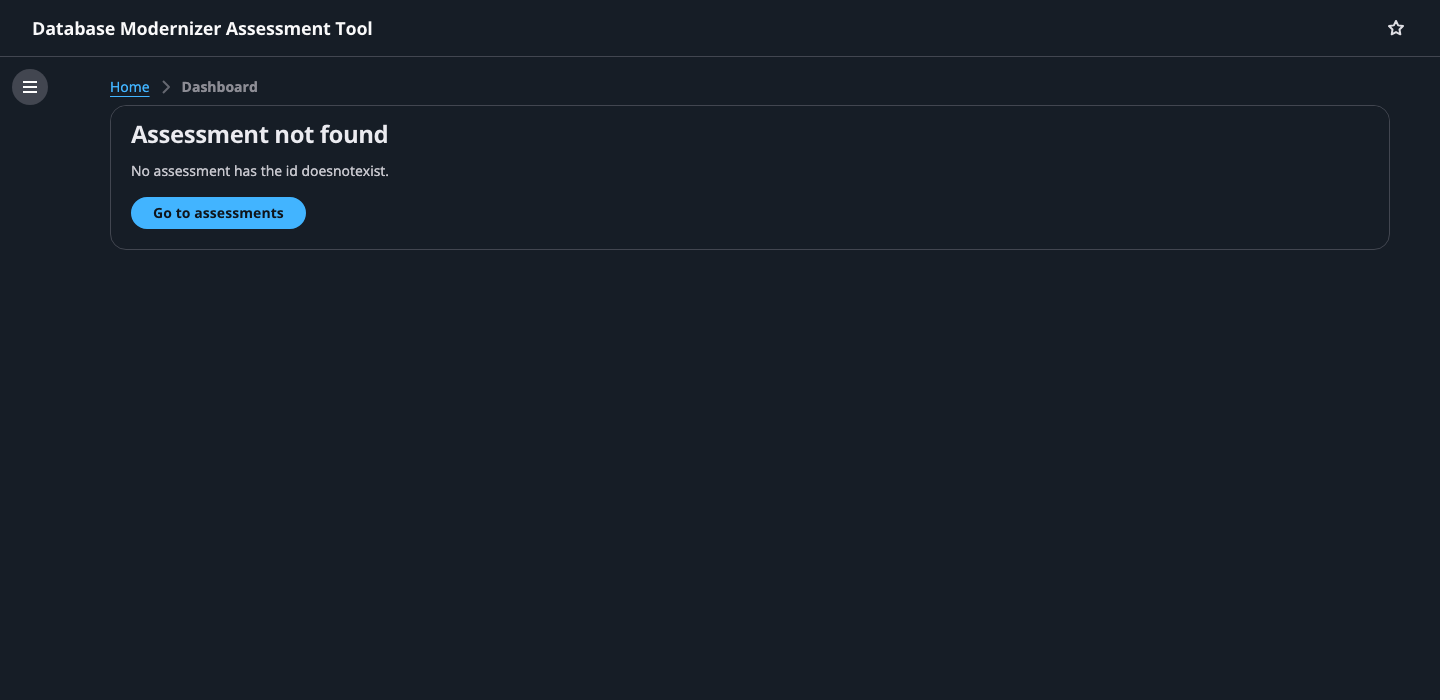 Database Modernizer Assessment Tool
Home
Dashboard
Assessment not found
No assessment has the id doesnotexist.
Go to assessments